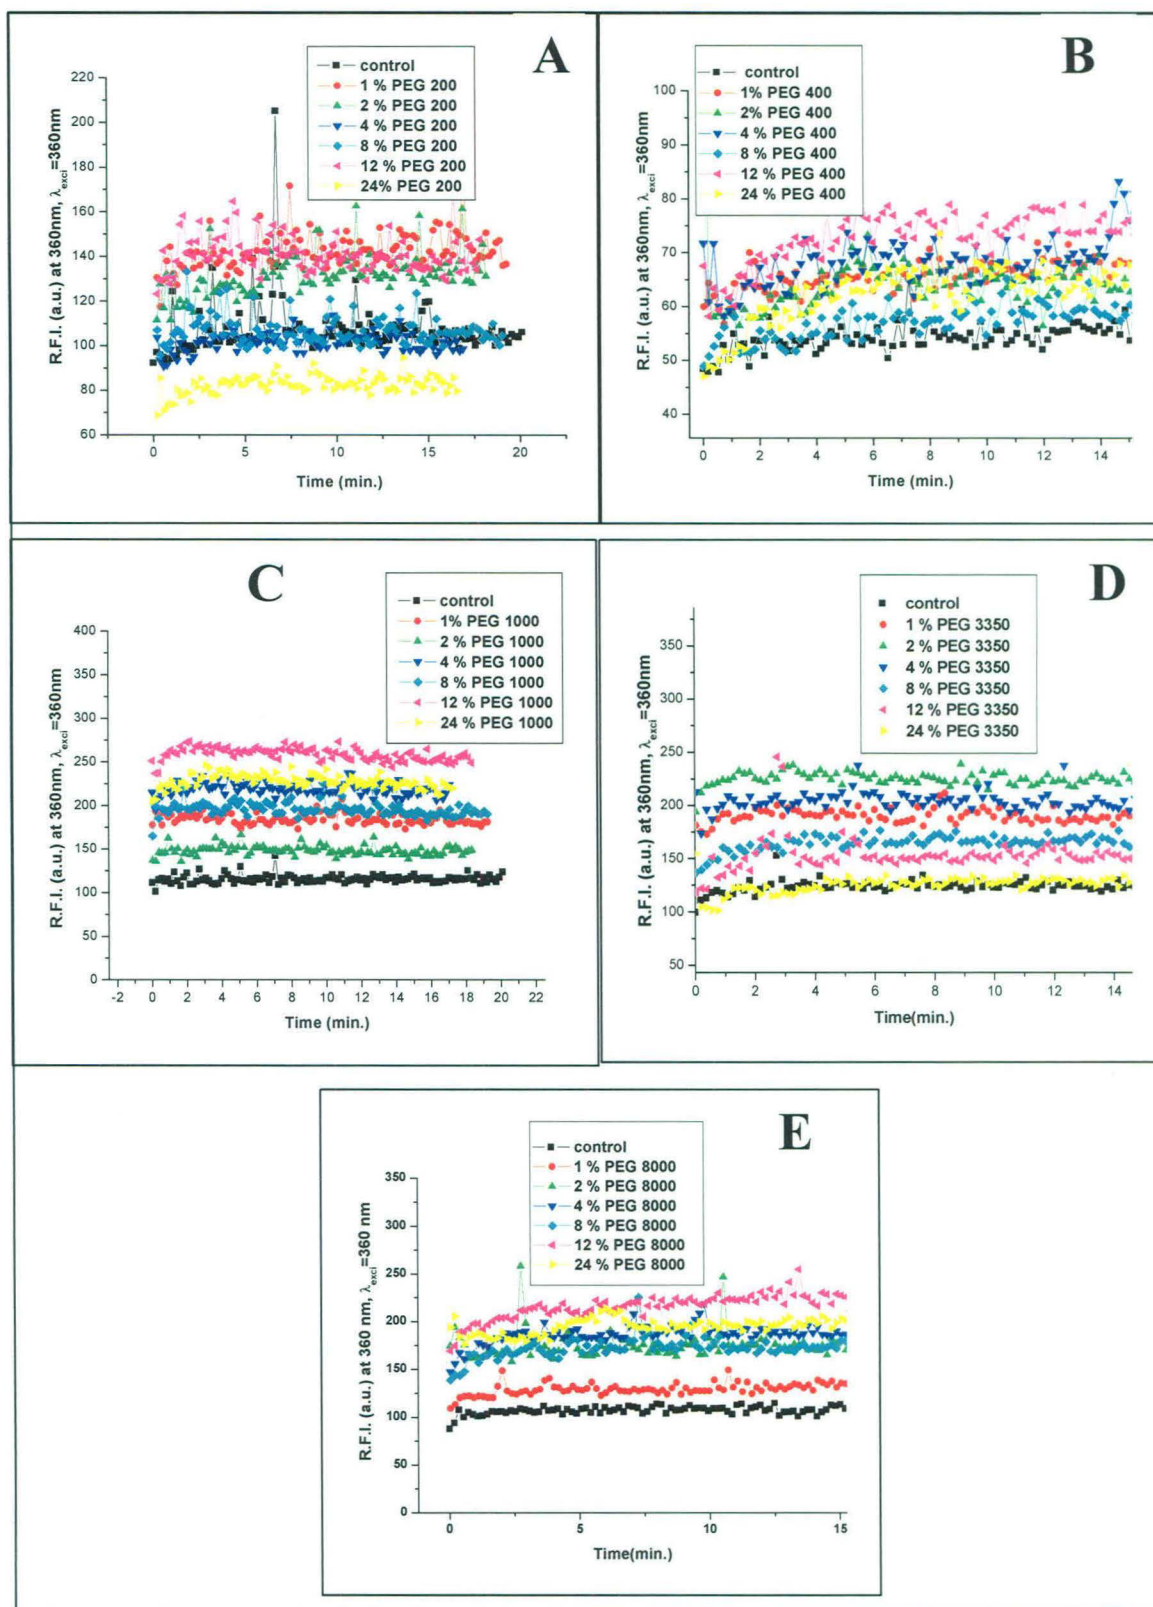 A
control
1 % PEG 200
2 % PEG 200
4 % PEG 200
8 % PEG 200
12 % PEG 200
24% PEG 200
R.F.I. (a.u.) at 360nm, λexci=360nm
220
200
180
160
140
120
100
80
60
0 5 10 15 20
Time (min.)
B
control
1% PEG 400
2% PEG 400
4 % PEG 400
8 % PEG 400
12 % PEG 400
24 % PEG 400
R.F.I. (a.u.) at 360nm, λexci=360nm
100
90
80
70
60
50
40
0 2 4 6 8 10 12 14
Time (min.)
C
control
1% PEG 1000
2 % PEG 1000
4 % PEG 1000
8 % PEG 1000
12 % PEG 1000
24 % PEG 1000
R.F.I. (a.u.) at 360nm, λexci=360nm
400
350
300
250
200
150
100
50
0
-2 0 2 4 6 8 10 12 14 16 18 20 22
Time (min.)
D
control
1 % PEG 3350
2 % PEG 3350
4 % PEG 3350
8 % PEG 3350
12 % PEG 3350
24 % PEG 3350
R.F.I. (a.u.) at 360nm, λexci=360nm
350
300
250
200
150
100
50
0 2 4 6 8 10 12 14
Time(min.)
E
control
1 % PEG 8000
2 % PEG 8000
4 % PEG 8000
8 % PEG 8000
12 % PEG 8000
24 % PEG 8000
R.F.I. (a.u.) at 360 nm, λexci=360 nm
350
300
250
200
150
100
50
0
0 5 10 15
Time(min.)